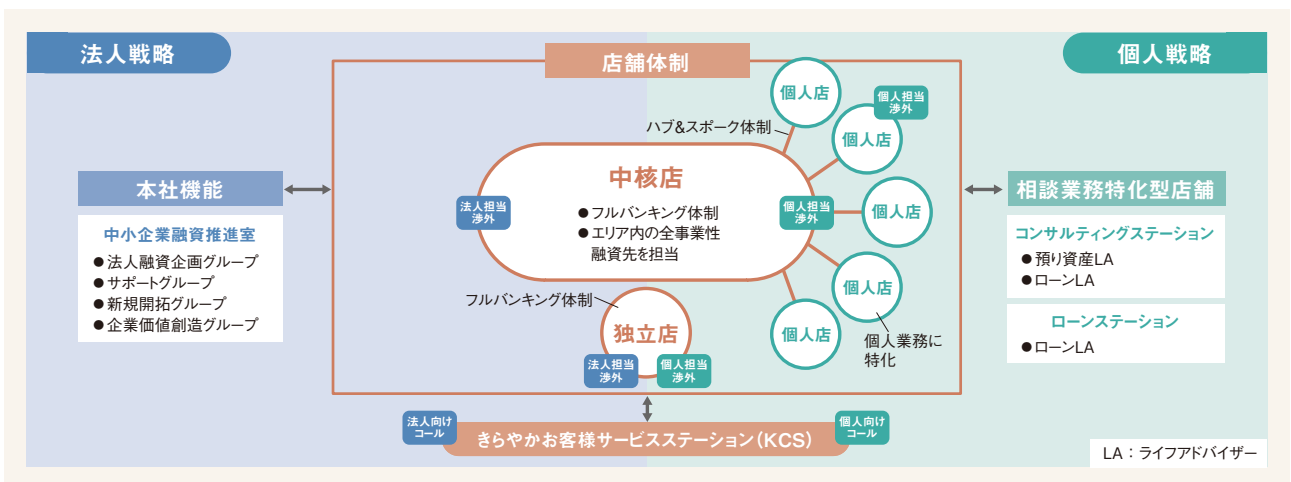 法人戦略
店舗体制
個人戦略
個人店
個人担当
渉外
個人店
ハブ&スポーク体制
中核店
●フルバンキング体制
●エリア内の全事業性
融資先を担当
法人担当
渉外
個人担当
渉外
個人店
個人店
個人店
個人業務に
特化
フルバンキング体制
独立店
法人担当
渉外
個人担当
渉外
本社機能
中小企業融資推進室
●法人融資企画グループ
●サポートグループ
●新規開拓グループ
●企業価値創造グループ
相談業務特化型店舗
コンサルティングステーション
●預り資産LA
●ローンLA
ローンステーション
●ローンLA
法人向け
コール
きらやかお客様サービスステーション（KCS）
個人向け
コール
LA：ライフアドバイザー